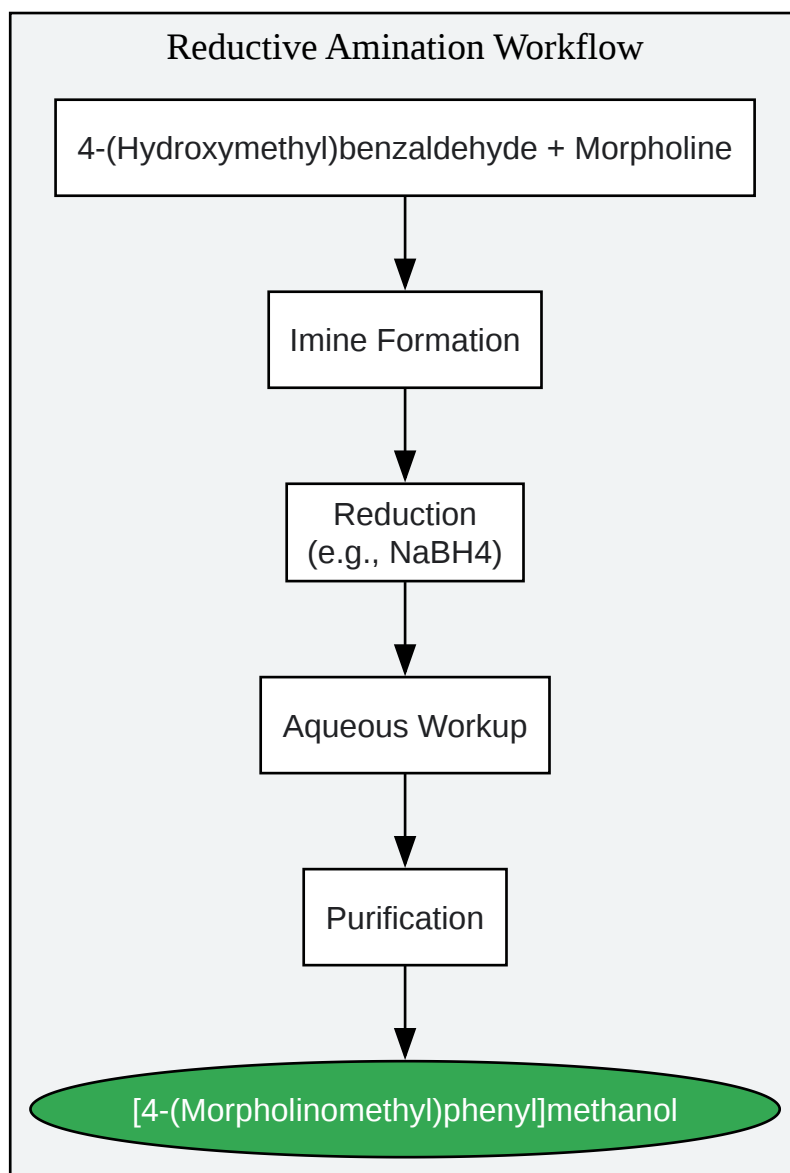 Reductive Amination Workflow
4-(Hydroxymethyl)benzaldehyde + Morpholine
Imine Formation
Reduction
(e.g., NaBH4)
Aqueous Workup
Purification
[4-(Morpholinomethyl)phenyl]methanol